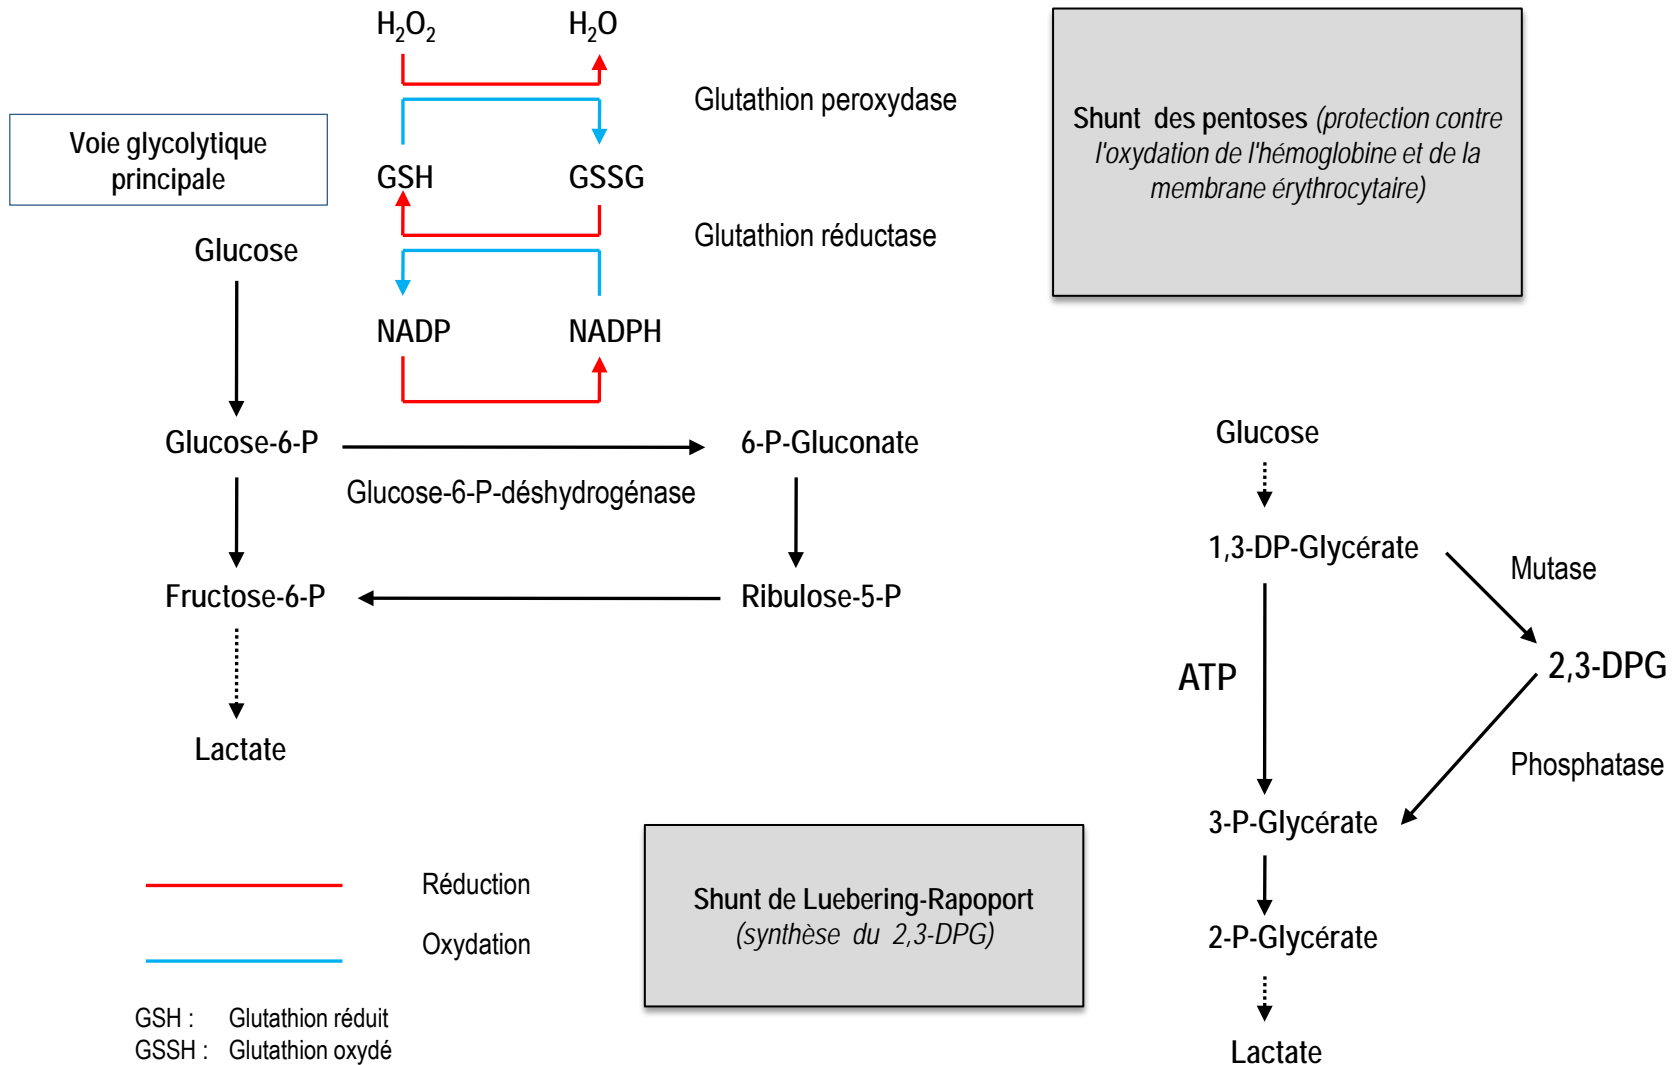 H₂O₂ H₂O
Glutathion peroxydase
Voie glycolytique
principale
GSH GSSG
Glutathion réductase
Glucose
NADP NADPH
Glucose-6-P 6-P-Gluconate
Glucose-6-P-déshydrogénase
Fructose-6-P Ribulose-5-P
Lactate
Shunt des pentoses (protection contre
l'oxydation de l'hémoglobine et de la
membrane érythrocytaire)
Glucose
1,3-DP-Glycérate
Mutase
ATP
2,3-DPG
Phosphatase
3-P-Glycérate
2-P-Glycérate
Lactate
Shunt de Luebering-Rapoport
(synthèse du 2,3-DPG)
Réduction
Oxydation
GSH : Glutathion réduit
GSSH : Glutathion oxydé